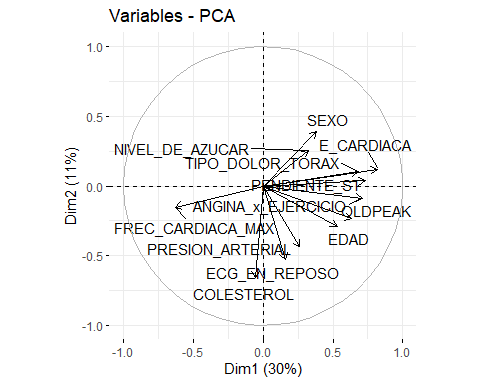 Variables - PCA
1.0
0.5
0.0
-0.5
-1.0
Dim2 (11%)
SEXO
E_CARDIACA
NIVEL_DE_AZUCAR
TIPO_DOLOR_TORAX
PENDIENTE_ST
ANGINA_x_EJERCICIO
OLDPEAK
FREC_CARDIACA_MAX
EDAD
PRESION_ARTERIAL
ECG_EN_REPOSO
COLESTEROL
-1.0 -0.5 0.0 0.5 1.0
Dim1 (30%)